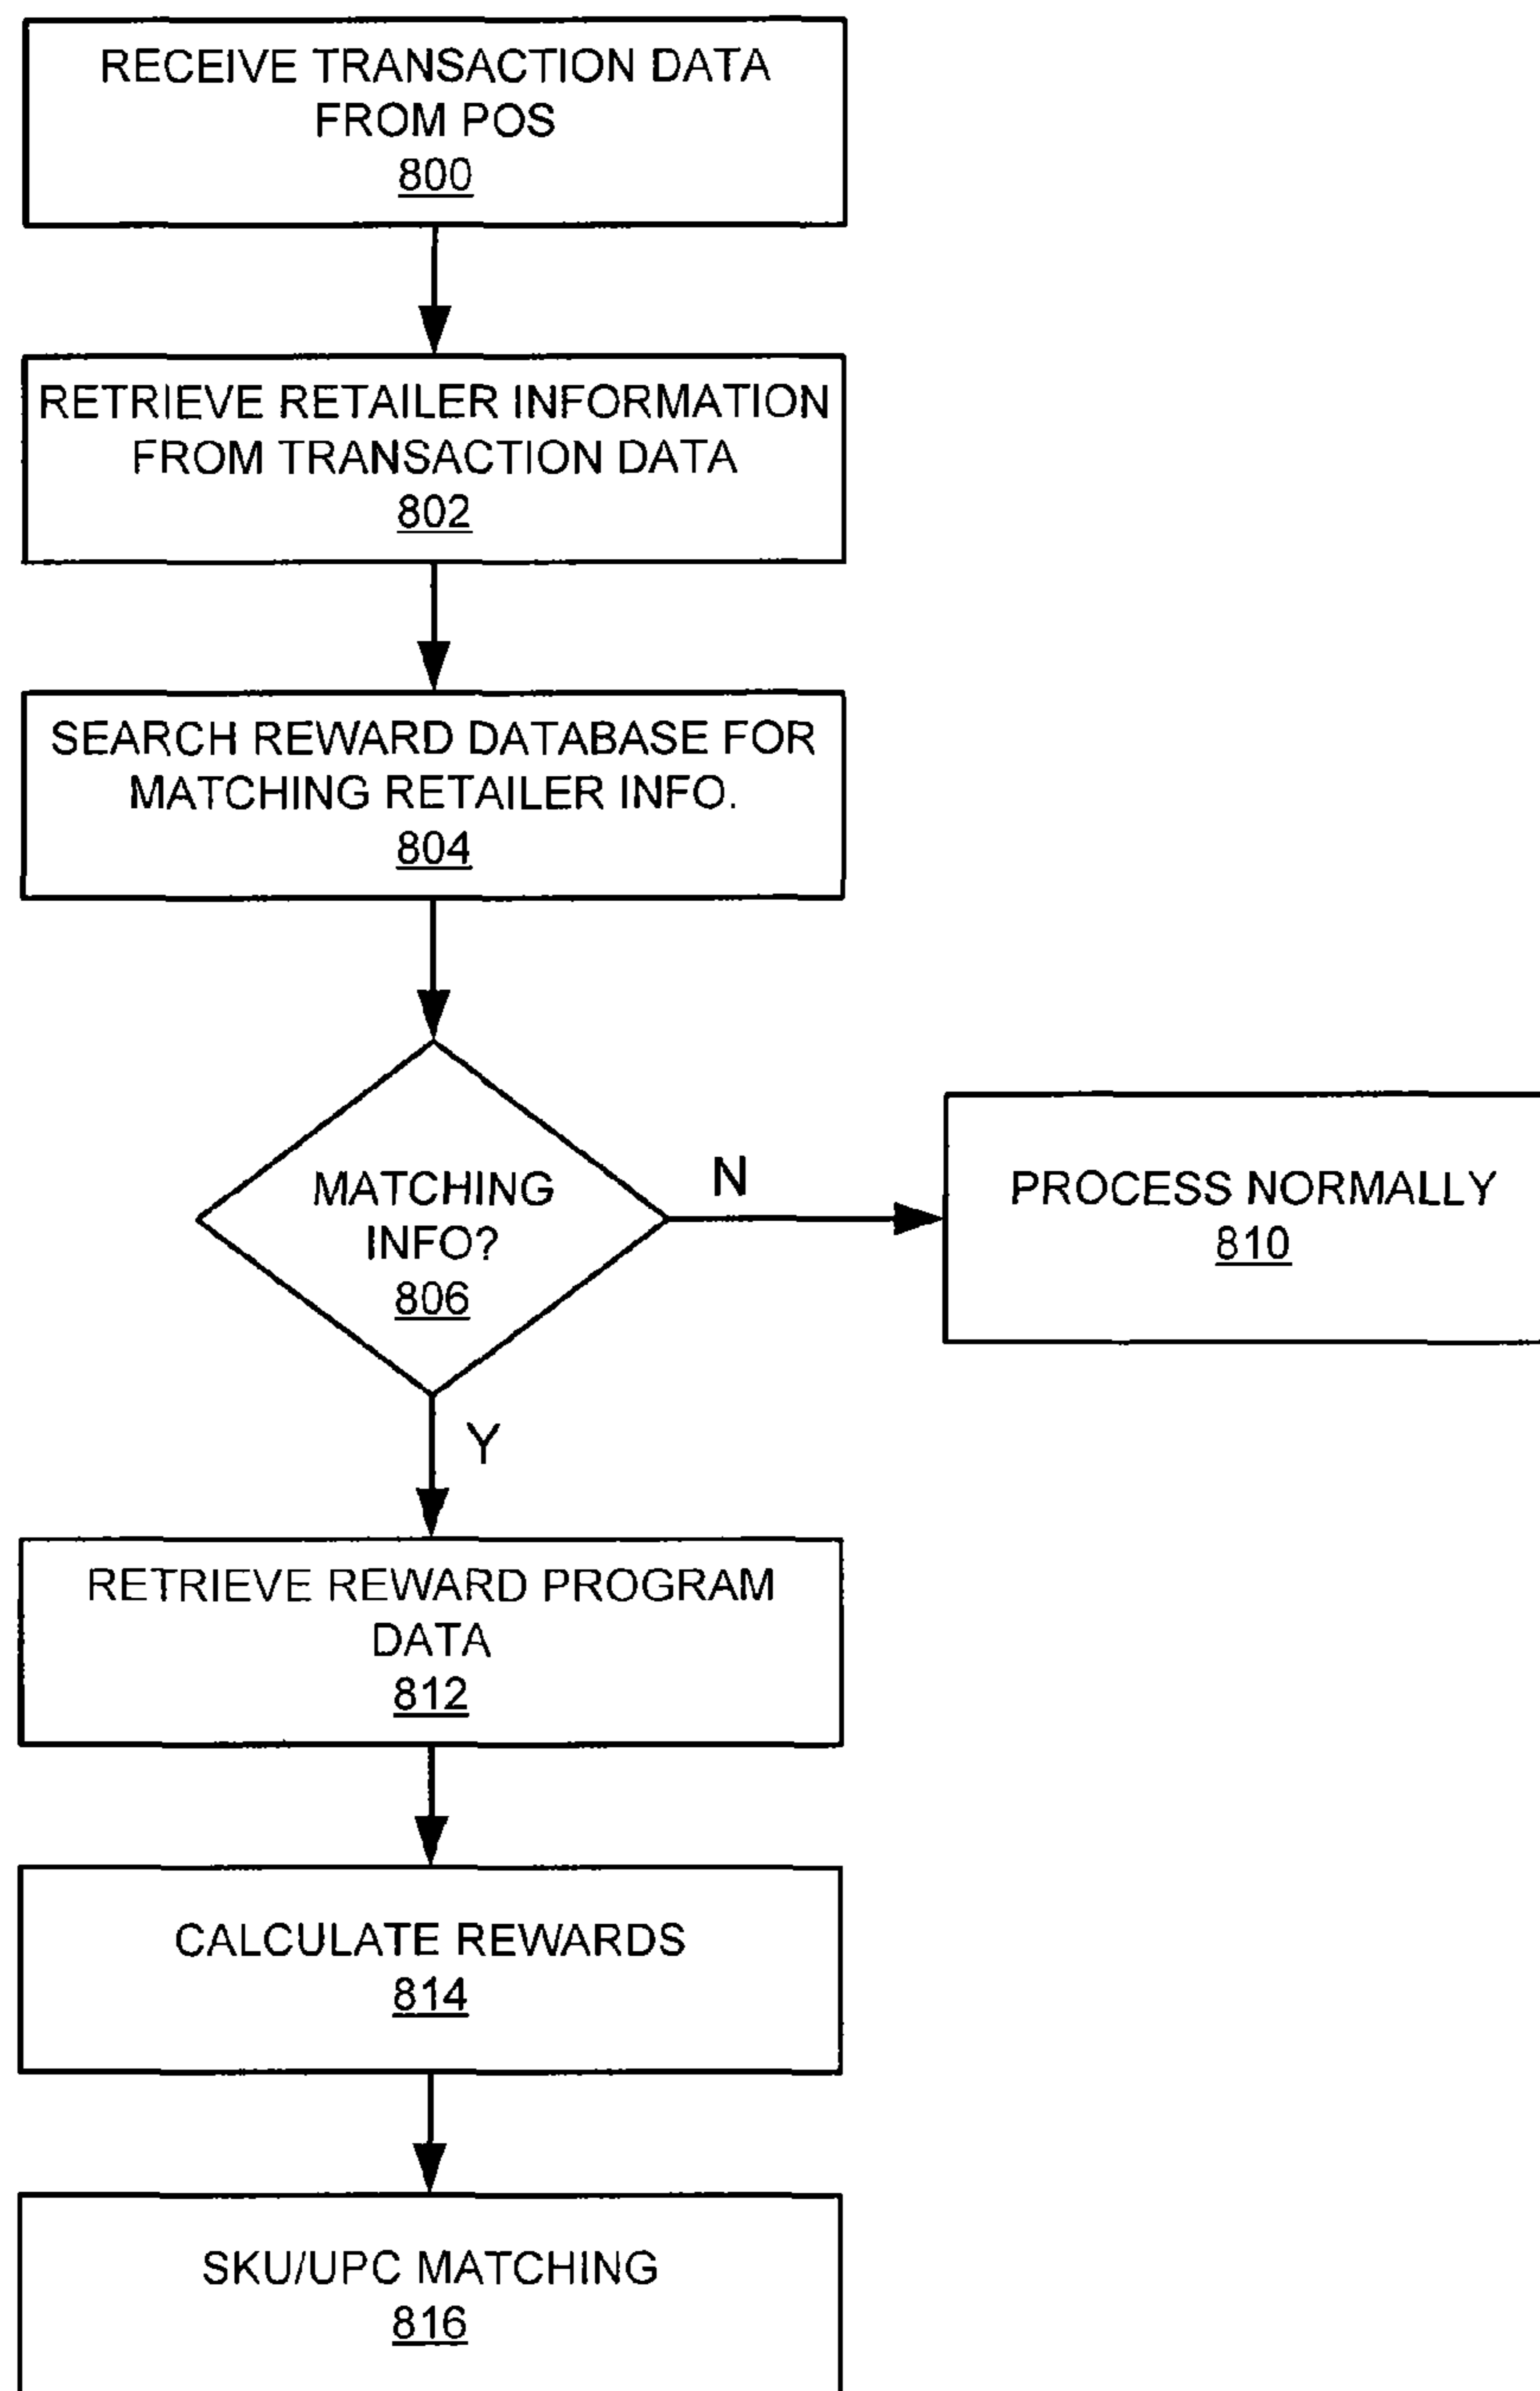 RECEIVE TRANSACTION DATA
FROM POS
800
RETRIEVE RETAILER INFORMATION
FROM TRANSACTION DATA
802
SEARCH REWARD DATABASE FOR
MATCHING RETAILER INFO.
804
MATCHING
INFO?
806
N
PROCESS NORMALLY
810
Y
RETRIEVE REWARD PROGRAM
DATA
812
CALCULATE REWARDS
814
SKU/UPC MATCHING
816